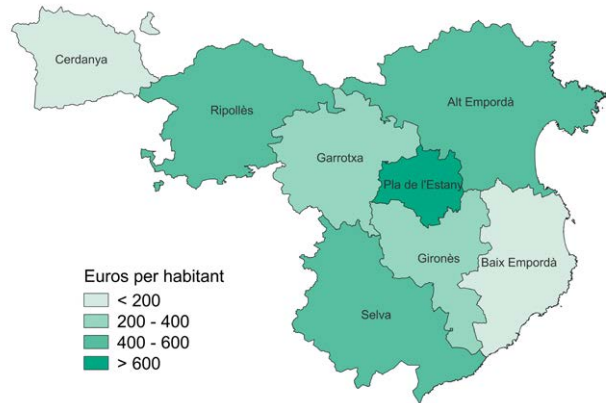 Cerdanya
Ripollès
Alt Empordà
Garrotxa
Pla de l'Estany
Gironès
Baix Empordà
Selva
Euros per habitant
< 200
200 - 400
400 - 600
> 600